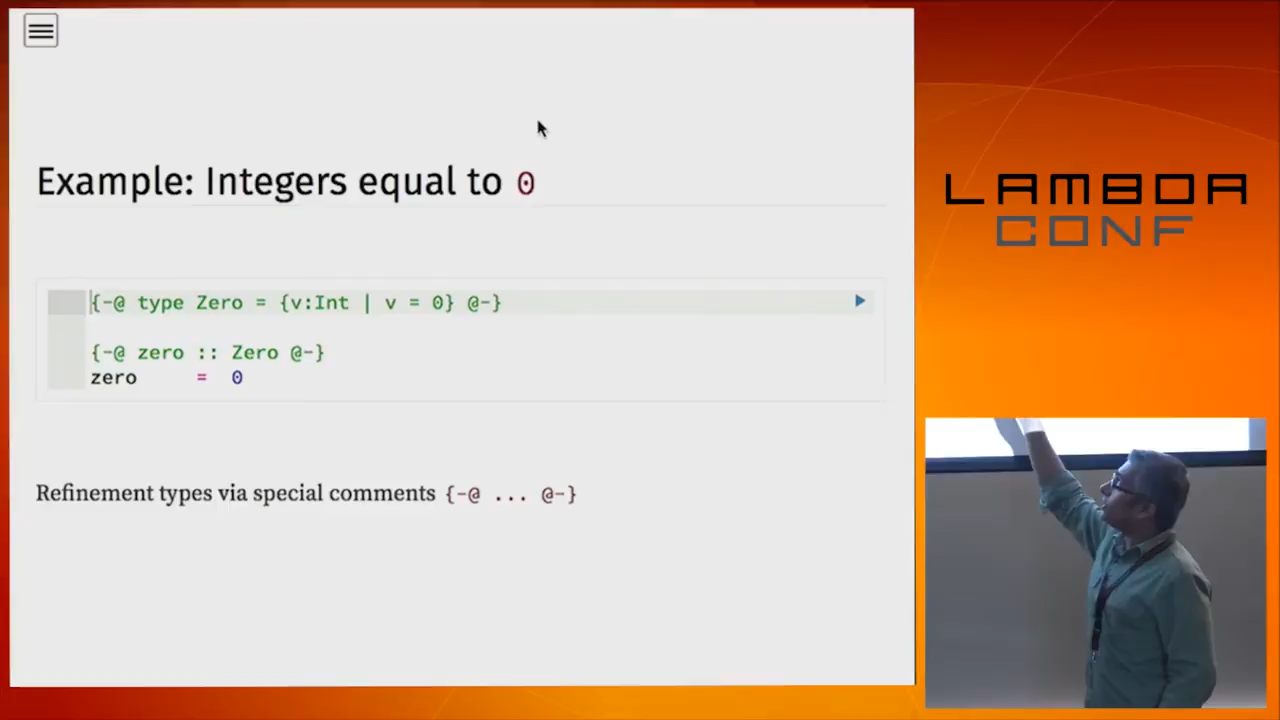 Example: Integers equal to 0
{-@ type Zero = {v:Int | v = 0} @-}
{-@ zero :: Zero @-}
zero = 0
Refinement types via special comments {-@ ... @-}
LAMBDA
CONF